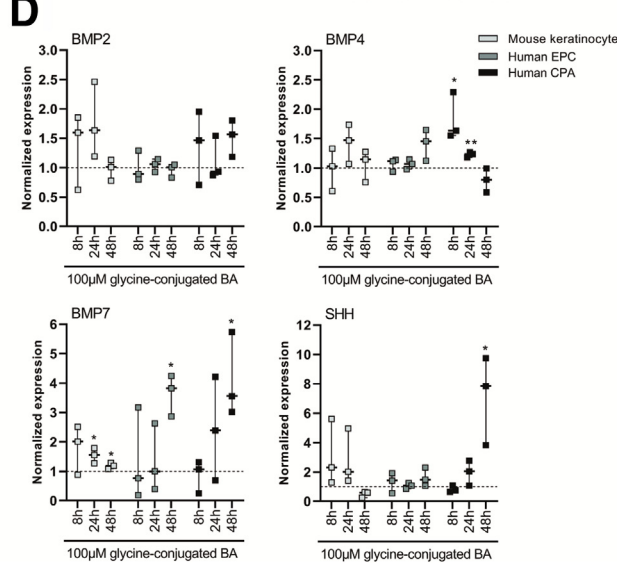 D
BMP2
Normalized expression
3.0
2.5
2.0
1.5
1.0
0.5
0.0
8h
24h
48h
8h
24h
48h
8h
24h
48h
100μM glycine-conjugated BA
BMP4
Normalized expression
3.0
2.5
2.0
1.5
1.0
0.5
0.0
*
**
8h
24h
48h
8h
24h
48h
8h
24h
48h
100μM glycine-conjugated BA
Mouse keratinocyte
Human EPC
Human CPA
BMP7
Normalized expression
6
5
4
3
2
1
0
*
*
*
*
8h
24h
48h
8h
24h
48h
8h
24h
48h
100μM glycine-conjugated BA
SHH
Normalized expression
12
10
8
6
4
2
0
*
8h
24h
48h
8h
24h
48h
8h
24h
48h
100μM glycine-conjugated BA